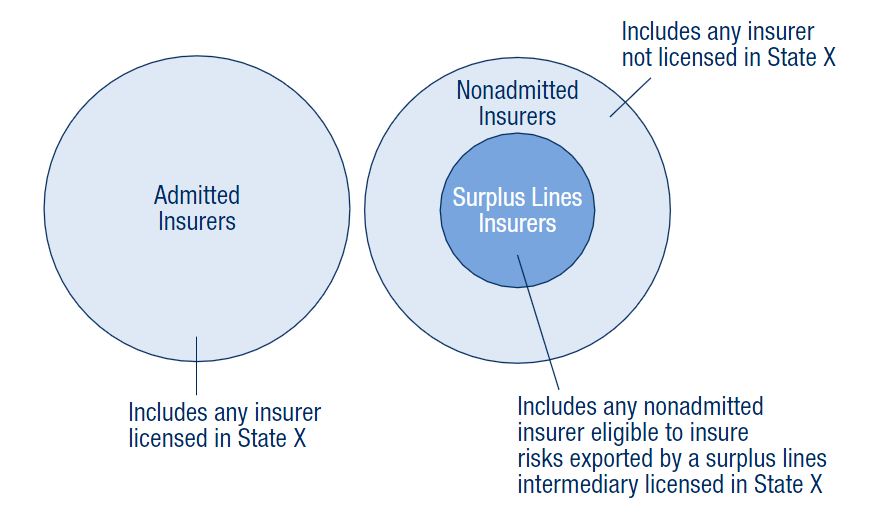 Includes any insurer
not licensed in State X
Nonadmitted
Insurers
Admitted
Insurers
Surplus Lines
Insurers
Includes any insurer
licensed in State X
Includes any nonadmitted
insurer eligible to insure
risks exported by a surplus lines
intermediary licensed in State X